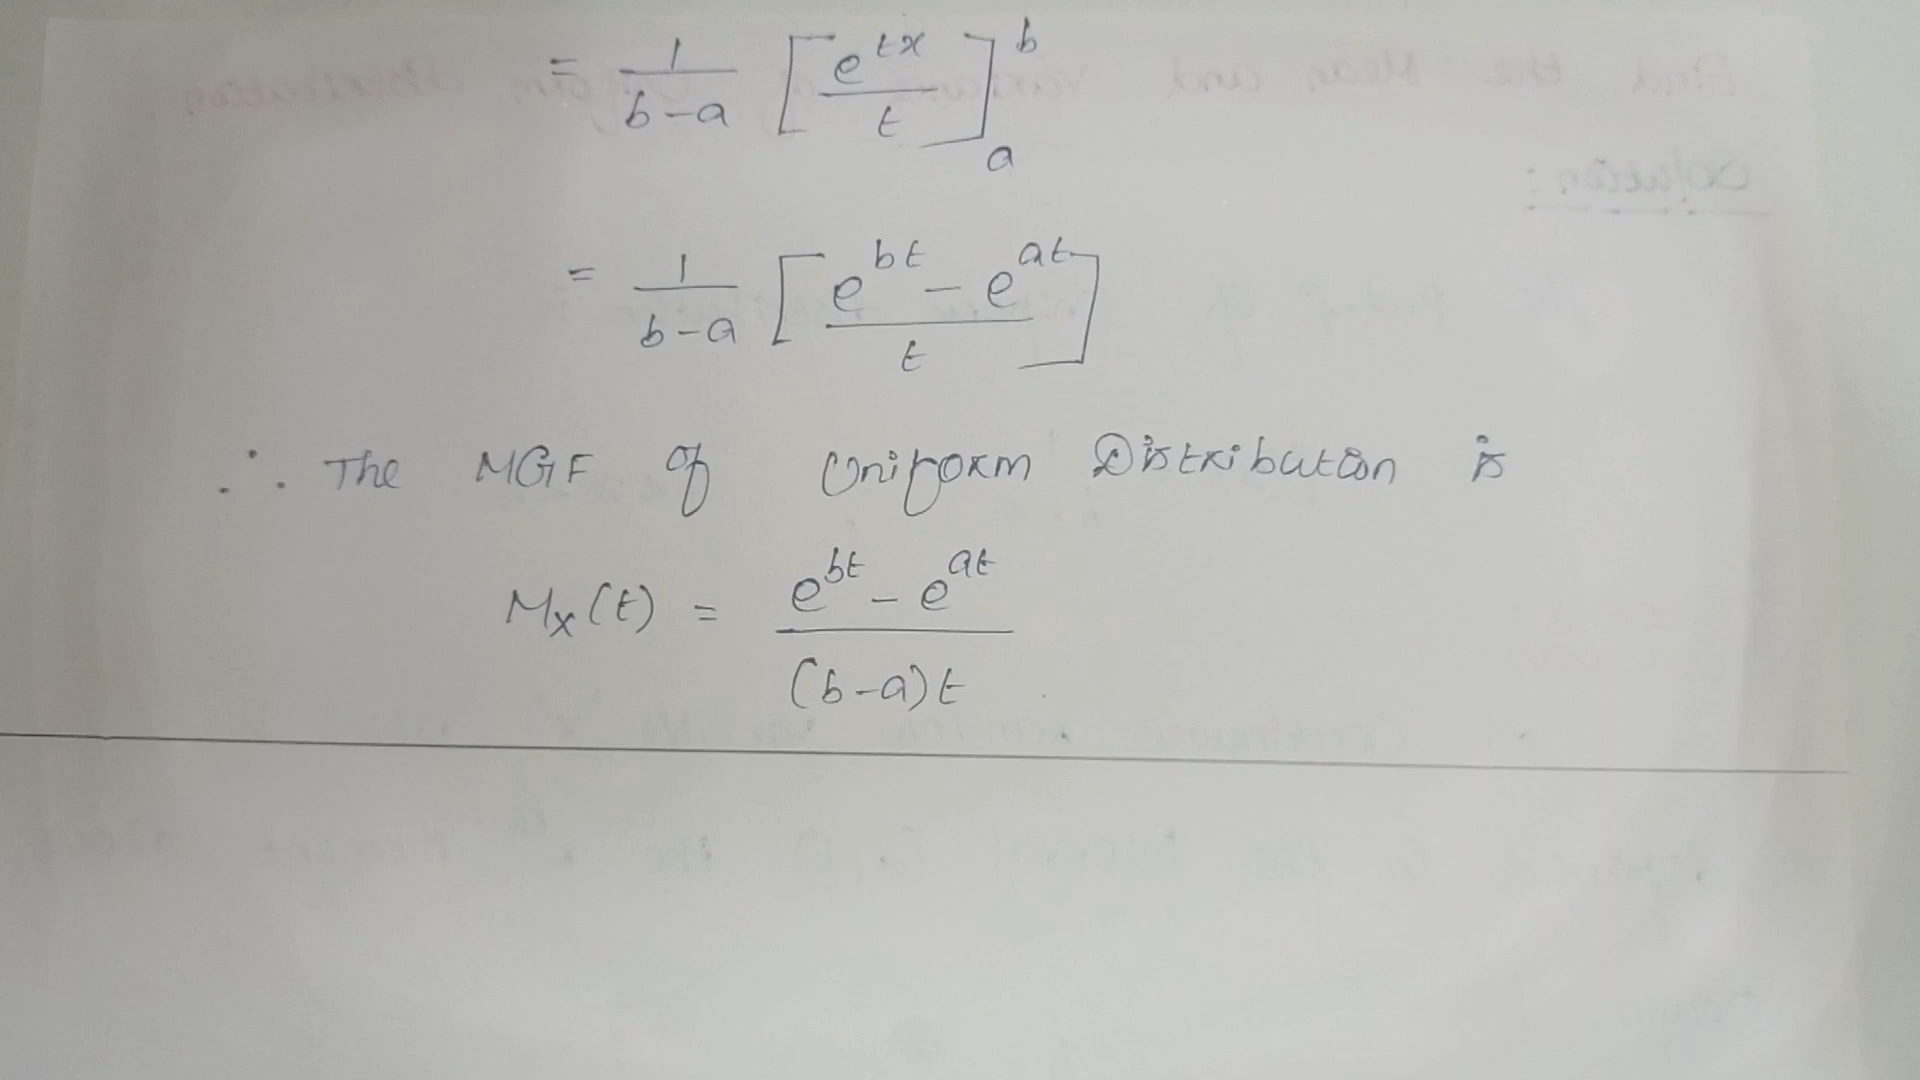 = 1/(b-a) [e^{tx}/t]_a^b
= 1/(b-a) [(e^{bt} - e^{at})/t]
∴ The MGF of Uniform Distribution is
M_X(t) = (e^{bt} - e^{at})/((b-a)t)